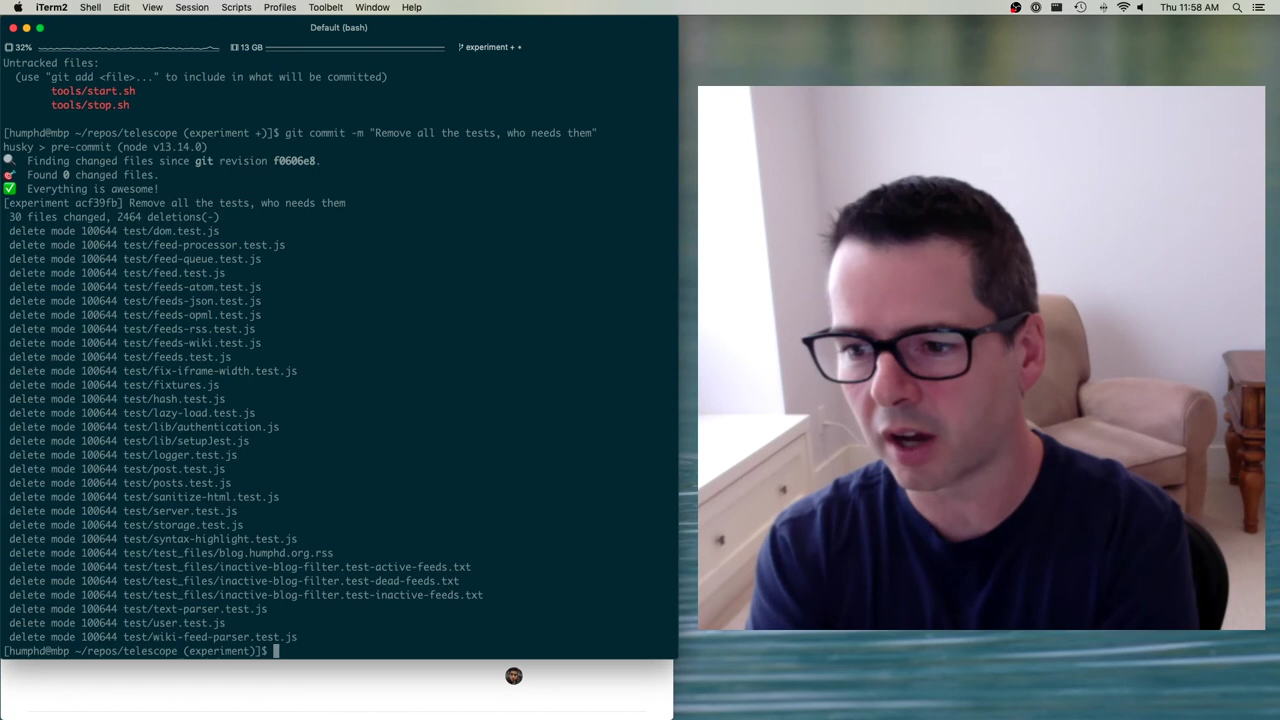 iTerm2 Shell Edit View Session Scripts Profiles Toolbelt Window Help Thu 11:58 AM
Default (bash)
32% 13 GB experiment + •
Untracked files:
(use "git add <file>..." to include in what will be committed)
tools/start.sh
tools/stop.sh
[humphd@mbp ~/repos/telescope (experiment +)]$ git commit -m "Remove all the tests, who needs them"
husky > pre-commit (node v13.14.0)
Finding changed files since git revision f0606e8.
Found 0 changed files.
Everything is awesome!
[experiment acf39fb] Remove all the tests, who needs them
30 files changed, 2464 deletions(-)
delete mode 100644 test/dom.test.js
delete mode 100644 test/feed-processor.test.js
delete mode 100644 test/feed-queue.test.js
delete mode 100644 test/feed.test.js
delete mode 100644 test/feeds-atom.test.js
delete mode 100644 test/feeds-json.test.js
delete mode 100644 test/feeds-opml.test.js
delete mode 100644 test/feeds-rss.test.js
delete mode 100644 test/feeds-wiki.test.js
delete mode 100644 test/feeds.test.js
delete mode 100644 test/fix-iframe-width.test.js
delete mode 100644 test/fixtures.js
delete mode 100644 test/hash.test.js
delete mode 100644 test/lazy-load.test.js
delete mode 100644 test/lib/authentication.js
delete mode 100644 test/lib/setupJest.js
delete mode 100644 test/logger.test.js
delete mode 100644 test/post.test.js
delete mode 100644 test/posts.test.js
delete mode 100644 test/sanitize-html.test.js
delete mode 100644 test/server.test.js
delete mode 100644 test/storage.test.js
delete mode 100644 test/syntax-highlight.test.js
delete mode 100644 test/test_files/blog.humphd.org.rss
delete mode 100644 test/test_files/inactive-blog-filter.test-active-feeds.txt
delete mode 100644 test/test_files/inactive-blog-filter.test-dead-feeds.txt
delete mode 100644 test/test_files/inactive-blog-filter.test-inactive-feeds.txt
delete mode 100644 test/text-parser.test.js
delete mode 100644 test/user.test.js
delete mode 100644 test/wiki-feed-parser.test.js
[humphd@mbp ~/repos/telescope (experiment)]$